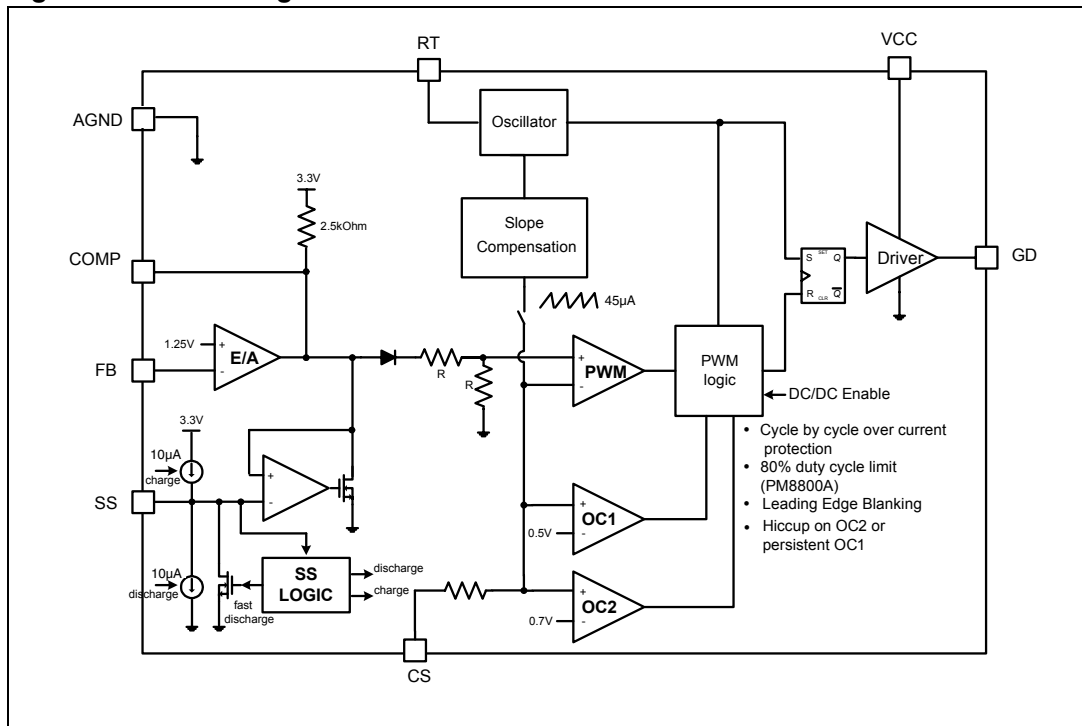 RT
VCC
AGND
Oscillator
3.3V
2.5kOhm
Slope
Compensation
COMP
S SET Q
R CLR Q
Driver
GD
45µA
1.25V
+
-
E/A
FB
R
R
+
-
PWM
PWM
logic
DC/DC Enable
• Cycle by cycle over current
protection
• 80% duty cycle limit
(PM8800A)
• Leading Edge Blanking
• Hiccup on OC2 or
persistent OC1
3.3V
10µA
charge
SS
+
-
+
-
OC1
0.5V
10µA
discharge
fast
discharge
SS
LOGIC
discharge
charge
+
-
OC2
0.7V
CS